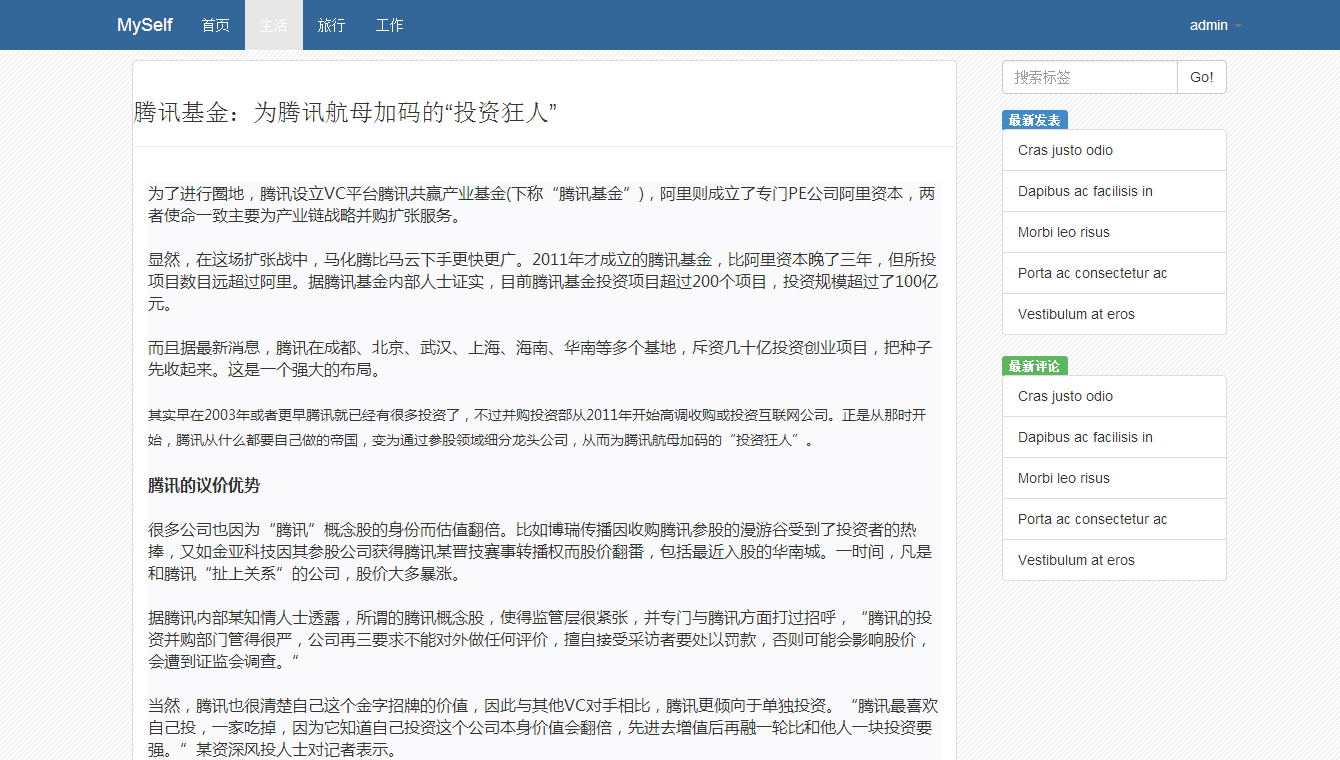 MySelf 首页 生活 旅行 工作 admin
腾讯基金：为腾讯航母加码的“投资狂人”
为了进行圈地，腾讯设立VC平台腾讯共赢产业基金(下称“腾讯基金”)，阿里则成立了专门PE公司阿里资本，两
者使命一致主要为产业链战略并购扩张服务。
显然，在这场扩张战中，马化腾比马云下手更快更广。2011年才成立的腾讯基金，比阿里资本晚了三年，但所投
项目数目远超过阿里。据腾讯基金内部人士证实，目前腾讯基金投资项目超过200个项目，投资规模超过了100亿
元。
而且据最新消息，腾讯在成都、北京、武汉、上海、海南、华南等多个基地，斥资几十亿投资创业项目，把种子
先收起来。这是一个强大的布局。
其实早在2003年或者更早腾讯就已经有很多投资了，不过并购投资部从2011年开始高调收购或投资互联网公司。正是从那时开
始，腾讯从什么都要自己做的帝国，变为通过参股领域细分龙头公司，从而为腾讯航母加码的“投资狂人”。
腾讯的议价优势
很多公司也因为“腾讯”概念股的身份而估值翻倍。比如博瑞传播因收购腾讯参股的漫游谷受到了投资者的热
捧，又如金亚科技因其参股公司获得腾讯某晋技赛事转播权而股价翻番，包括最近入股的华南城。一时间，凡是
和腾讯“扯上关系”的公司，股价大多暴涨。
据腾讯内部某知情人士透露，所谓的腾讯概念股，使得监管层很紧张，并专门与腾讯方面打过招呼，“腾讯的投
资并购部门管得很严，公司再三要求不能对外做任何评价，擅自接受采访者要处以罚款，否则可能会影响股价，
会遭到证监会调查。“
当然，腾讯也很清楚自己这个金字招牌的价值，因此与其他VC对手相比，腾讯更倾向于单独投资。“腾讯最喜欢
自己投，一家吃掉，因为它知道自己投资这个公司本身价值会翻倍，先进去增值后再融一轮比和他人一块投资要
强。”某资深风投人士对记者表示。
搜索标签 Go!
最新发表
Cras justo odio
Dapibus ac facilisis in
Morbi leo risus
Porta ac consectetur ac
Vestibulum at eros
最新评论
Cras justo odio
Dapibus ac facilisis in
Morbi leo risus
Porta ac consectetur ac
Vestibulum at eros